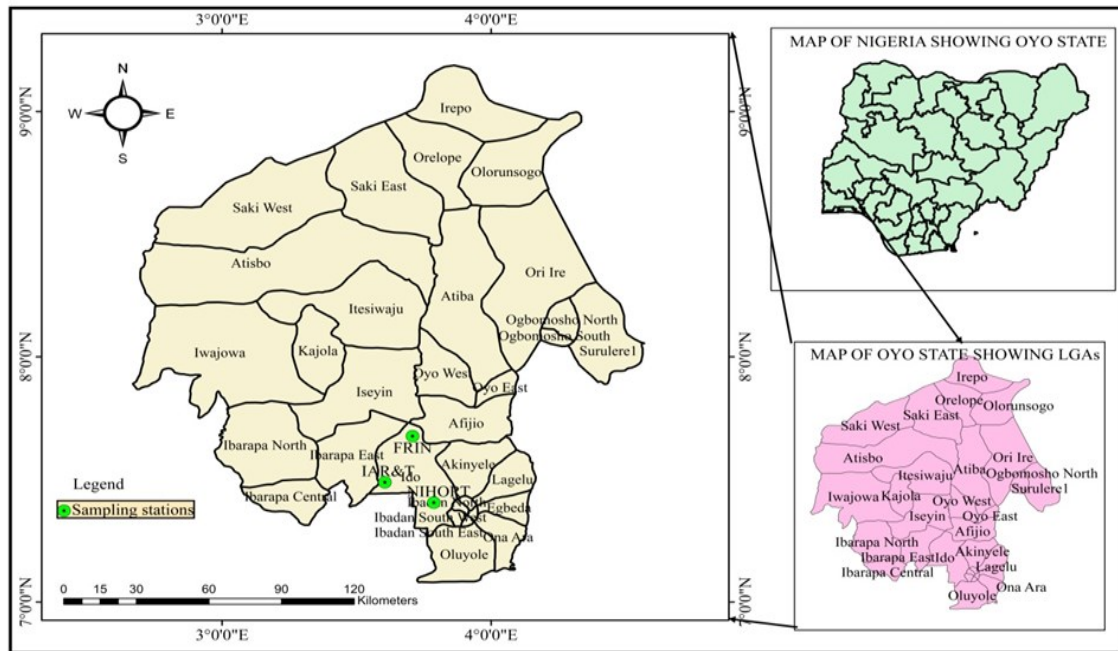 3°0'0"E 4°0'0"E
MAP OF NIGERIA SHOWING OYO STATE
N
W E
S
9°0'0"N 9°0'0"N
Irepo
Orelope
Olorunsogo
Saki East
Saki West
Atisbo
Ori Ire
Atiba
Itesiwaju
Ogbomosho North
Ogbomosho South
Surulere1
Iwajowa
Kajola
8°0'0"N 8°0'0"N
Oyo West
Oyo East
Iseyin
Afijio
Ibarapa North
FRIN
Ibarapa East
Akinyele
IAR&T
Ido
Lagelu
Ibarapa Central
NIHORT
Ibadan North
Egbeda
Ibadan South West
Ibadan South East
Ona Ara
Oluyole
Legend
Sampling stations
0 15 30 60 90 120
Kilometers
7°0'0"N 7°0'0"N
3°0'0"E 4°0'0"E
MAP OF OYO STATE SHOWING LGAs
Irepo
Orelope
Olorunsogo
Saki East
Saki West
Atisbo
Ori Ire
Atiba
Itesiwaju
Ogbomosho North
Surulere1
Iwajowa
Kajola
Oyo West
Iseyin
Oyo East
Afijio
Ibarapa North
Akinyele
Ibarapa East
Ido
Lagelu
Ibarapa Central
Ona Ara
Oluyole